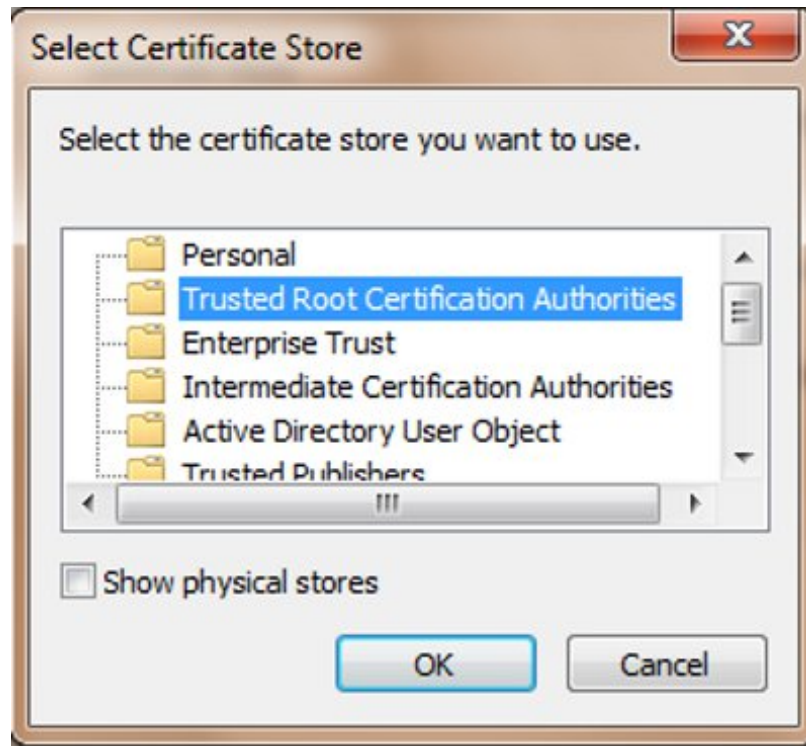 Select Certificate Store
Select the certificate store you want to use.
Personal
Trusted Root Certification Authorities
Enterprise Trust
Intermediate Certification Authorities
Active Directory User Object
Trusted Publishers
Show physical stores
OK Cancel